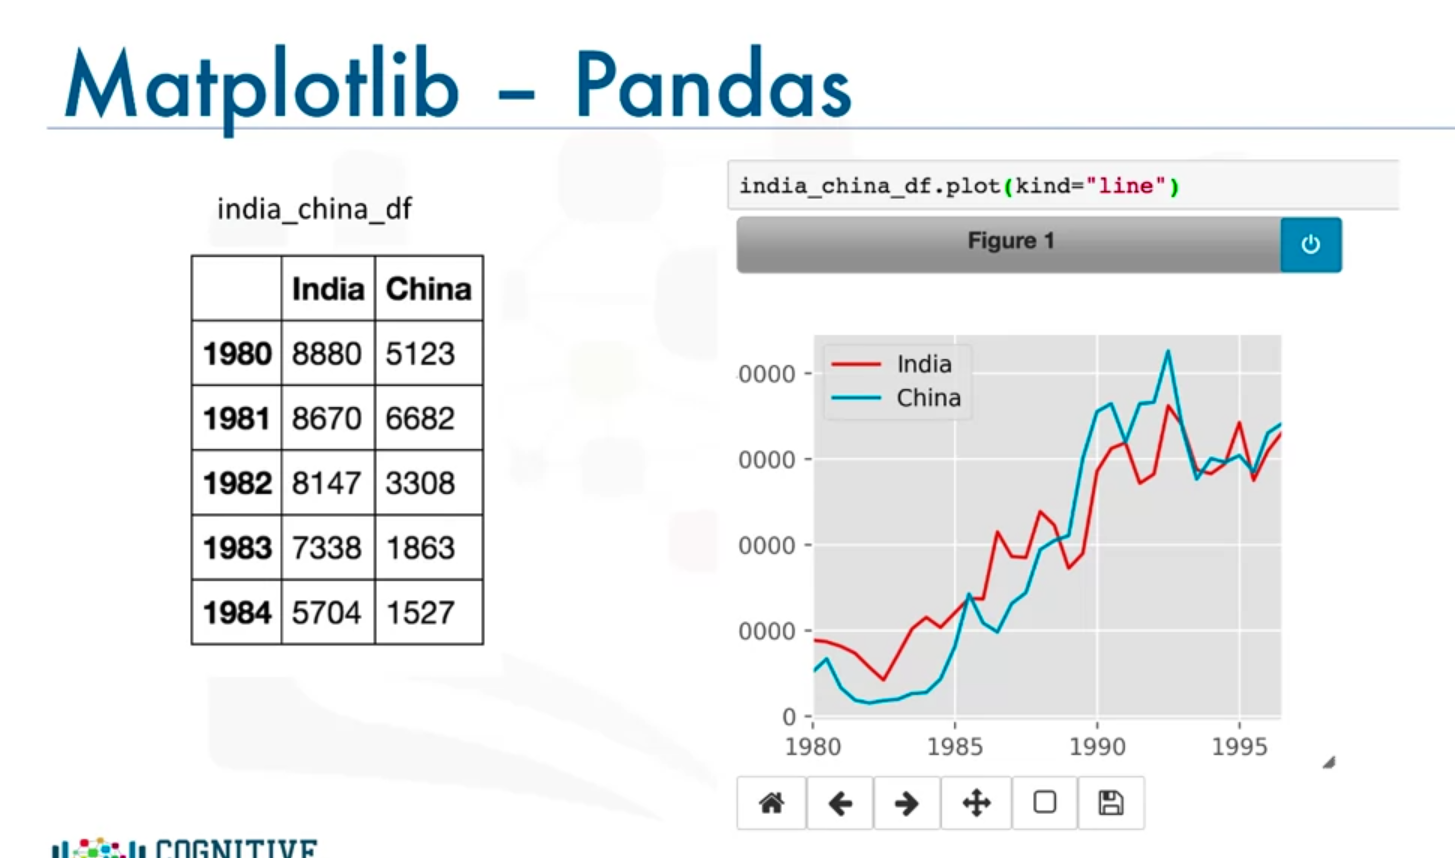 Matplotlib – Pandas
india_china_df
India China
1980 8880 5123
1981 8670 6682
1982 8147 3308
1983 7338 1863
1984 5704 1527
india_china_df.plot(kind="line")
Figure 1
India
China
0000
0000
0000
0000
0
1980 1985 1990 1995
COGNITIVE